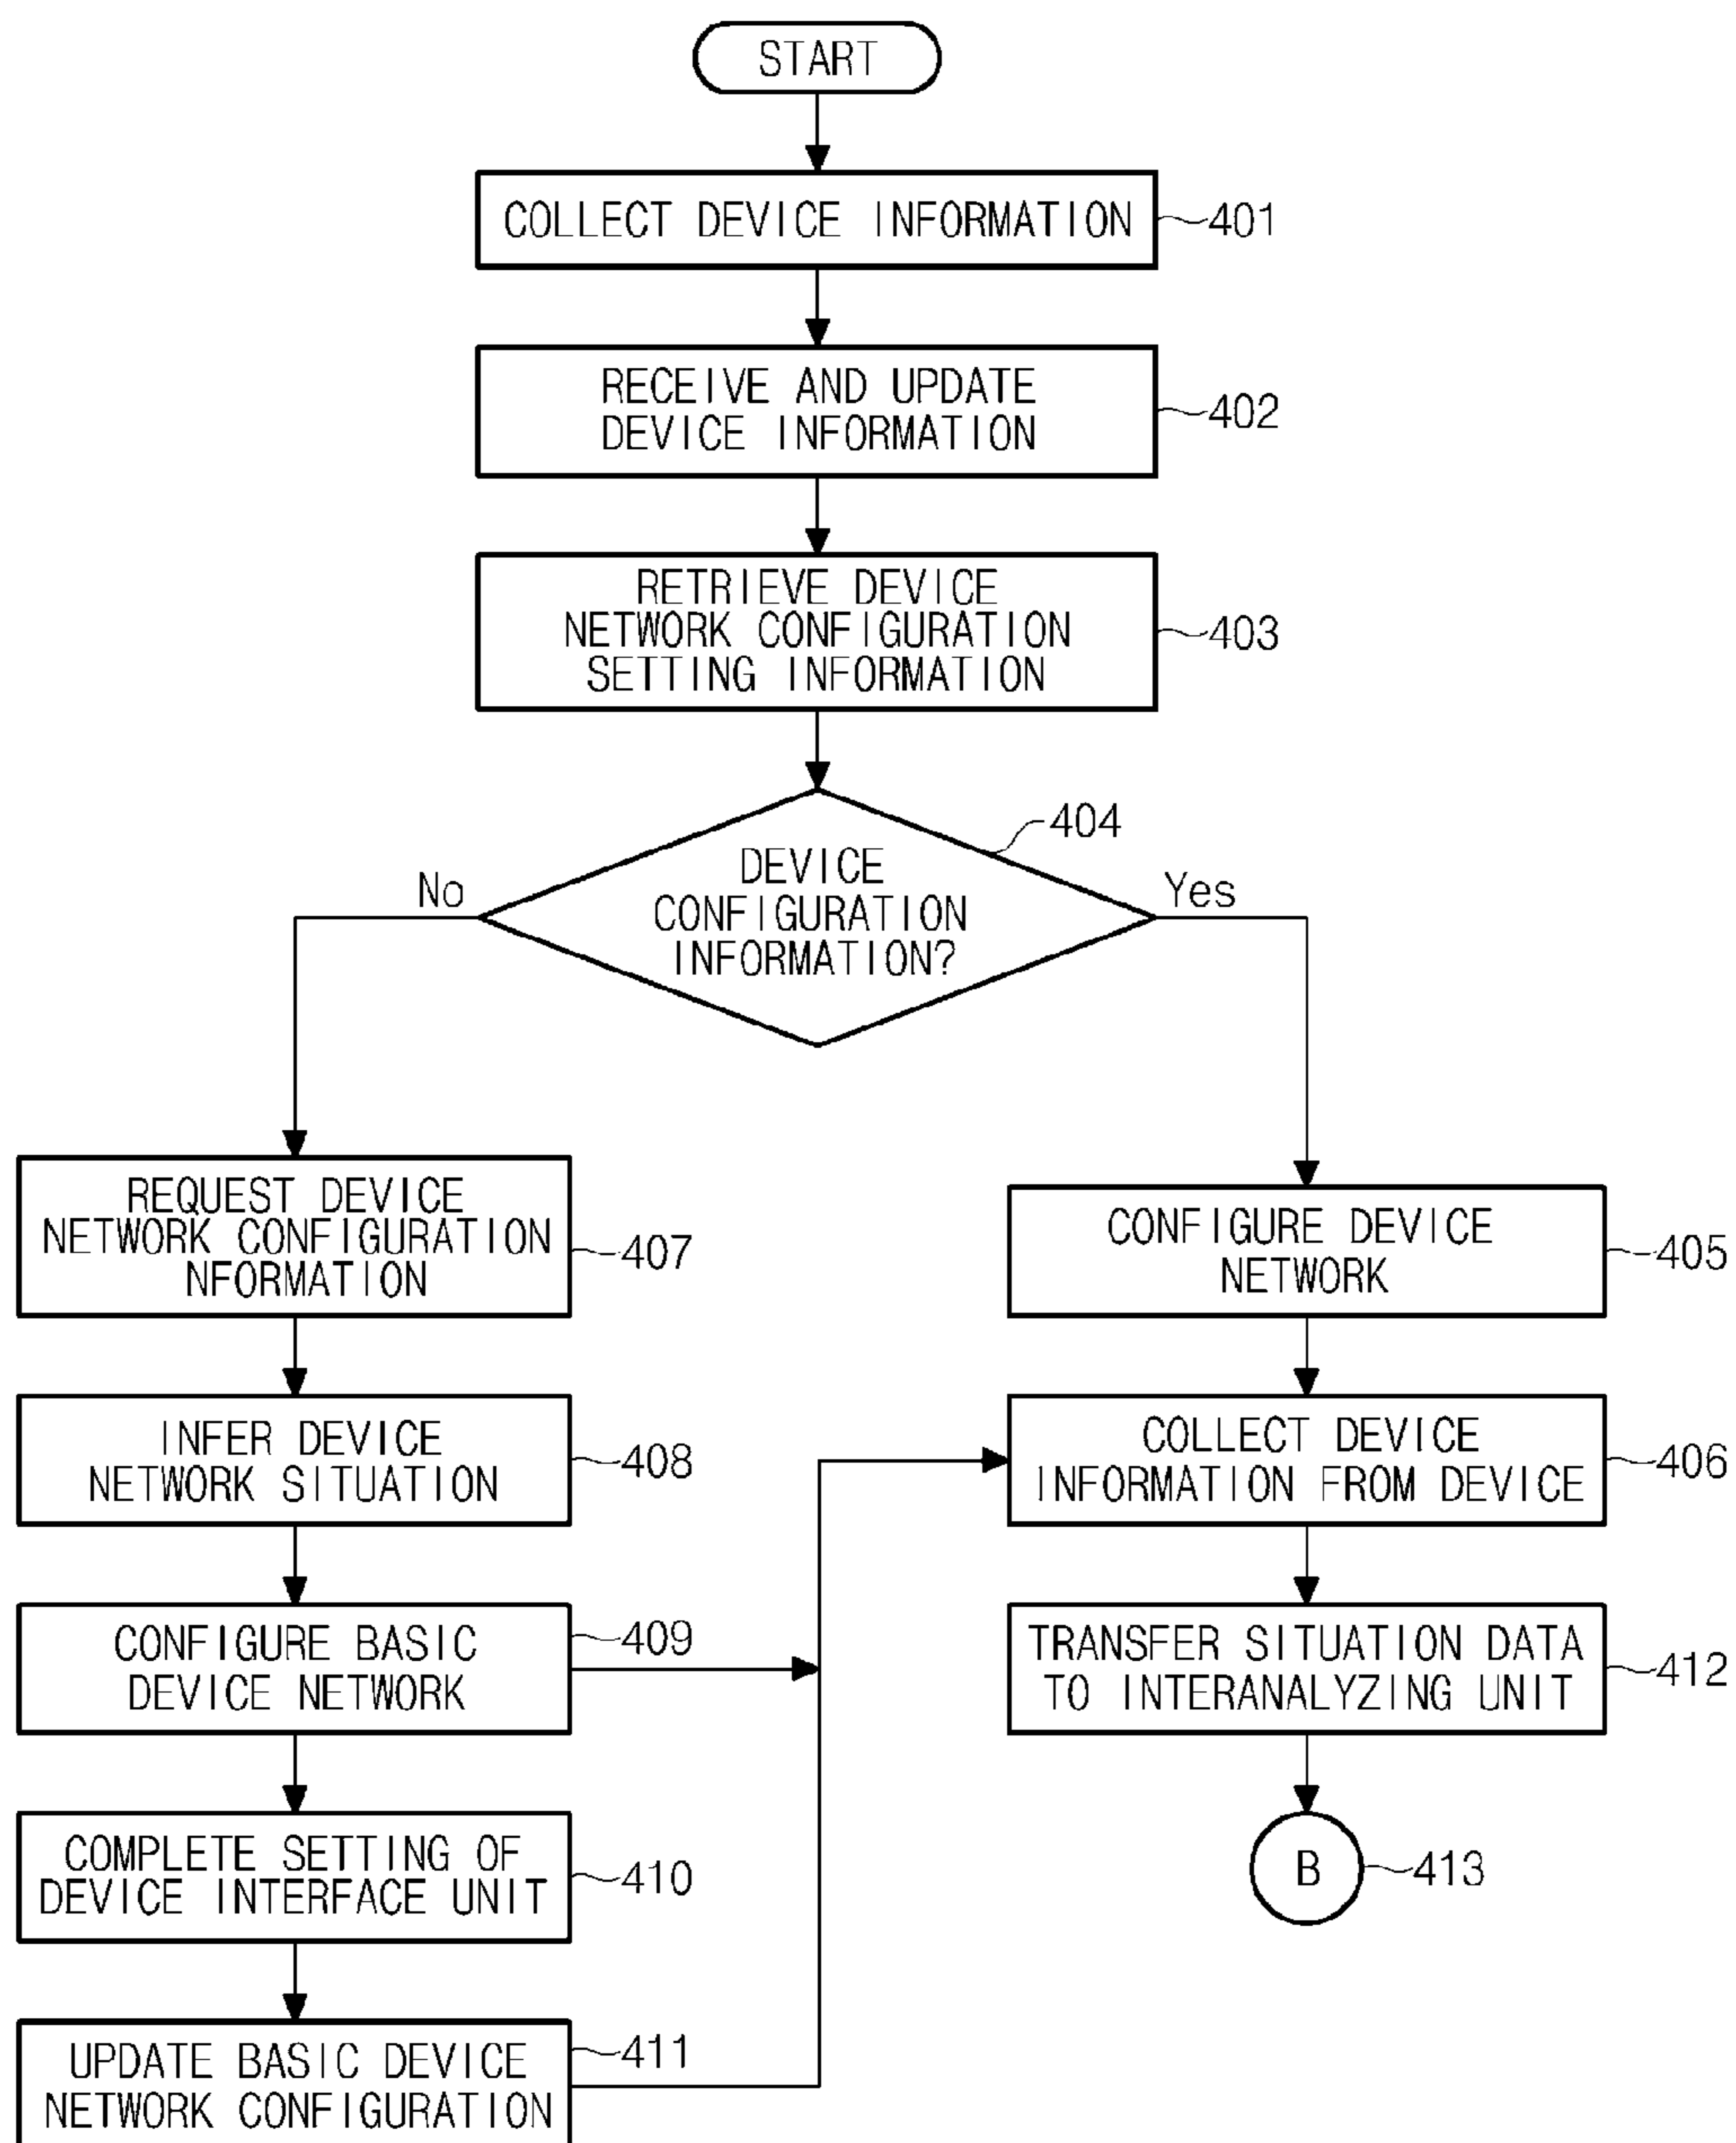 START
COLLECT DEVICE INFORMATION
401
RECEIVE AND UPDATE
DEVICE INFORMATION
402
RETRIEVE DEVICE
NETWORK CONFIGURATION
SETTING INFORMATION
403
404
DEVICE
CONFIGURATION
INFORMATION?
No
Yes
REQUEST DEVICE
NETWORK CONFIGURATION
NFORMATION
407
CONFIGURE DEVICE
NETWORK
405
INFER DEVICE
NETWORK SITUATION
408
COLLECT DEVICE
INFORMATION FROM DEVICE
406
CONFIGURE BASIC
DEVICE NETWORK
409
TRANSFER SITUATION DATA
TO INTERANALYZING UNIT
412
COMPLETE SETTING OF
DEVICE INTERFACE UNIT
410
B
413
UPDATE BASIC DEVICE
NETWORK CONFIGURATION
411